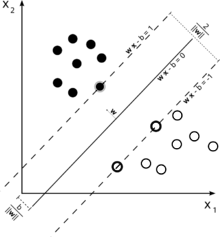 X₂
w x - b = 1
2
||w||
w x - b = 0
w x - b = -1
w
b
||w||
X₁